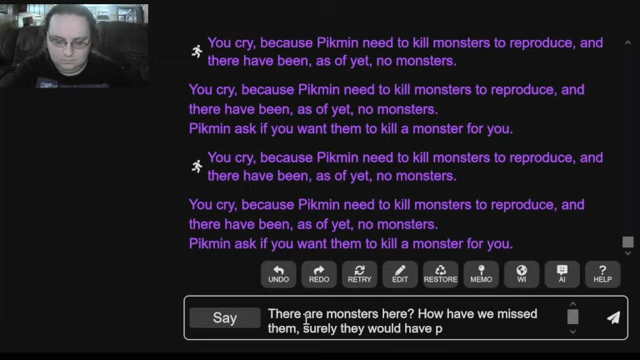 You cry, because Pikmin need to kill monsters to reproduce, and
there have been, as of yet, no monsters.
You cry, because Pikmin need to kill monsters to reproduce, and
there have been, as of yet, no monsters.
Pikmin ask if you want them to kill a monster for you.
You cry, because Pikmin need to kill monsters to reproduce, and
there have been, as of yet, no monsters.
You cry, because Pikmin need to kill monsters to reproduce, and
there have been, as of yet, no monsters.
Pikmin ask if you want them to kill a monster for you.
UNDO REDO RETRY EDIT RESTORE MEMO WI AI HELP
Say
There are monsters here? How have we missed
them, surely they would have p